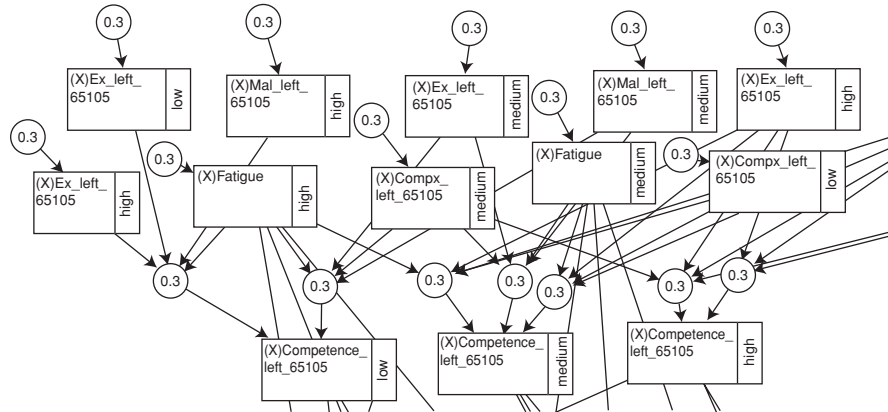 0.3
0.3
0.3
0.3
0.3
(X)Ex_left_
65105
low
(X)Mal_left_
65105
high
(X)Ex_left_
65105
medium
(X)Mal_left_
65105
medium
(X)Ex_left_
65105
high
0.3
0.3
0.3
0.3
0.3
(X)Ex_left_
65105
high
(X)Fatigue
high
(X)Compx_
left_65105
medium
(X)Fatigue
medium
(X)Compx_left_
65105
low
0.3
0.3
0.3
0.3
0.3
0.3
0.3
(X)Competence_
left_65105
low
(X)Competence_
left_65105
medium
(X)Competence_
left_65105
high